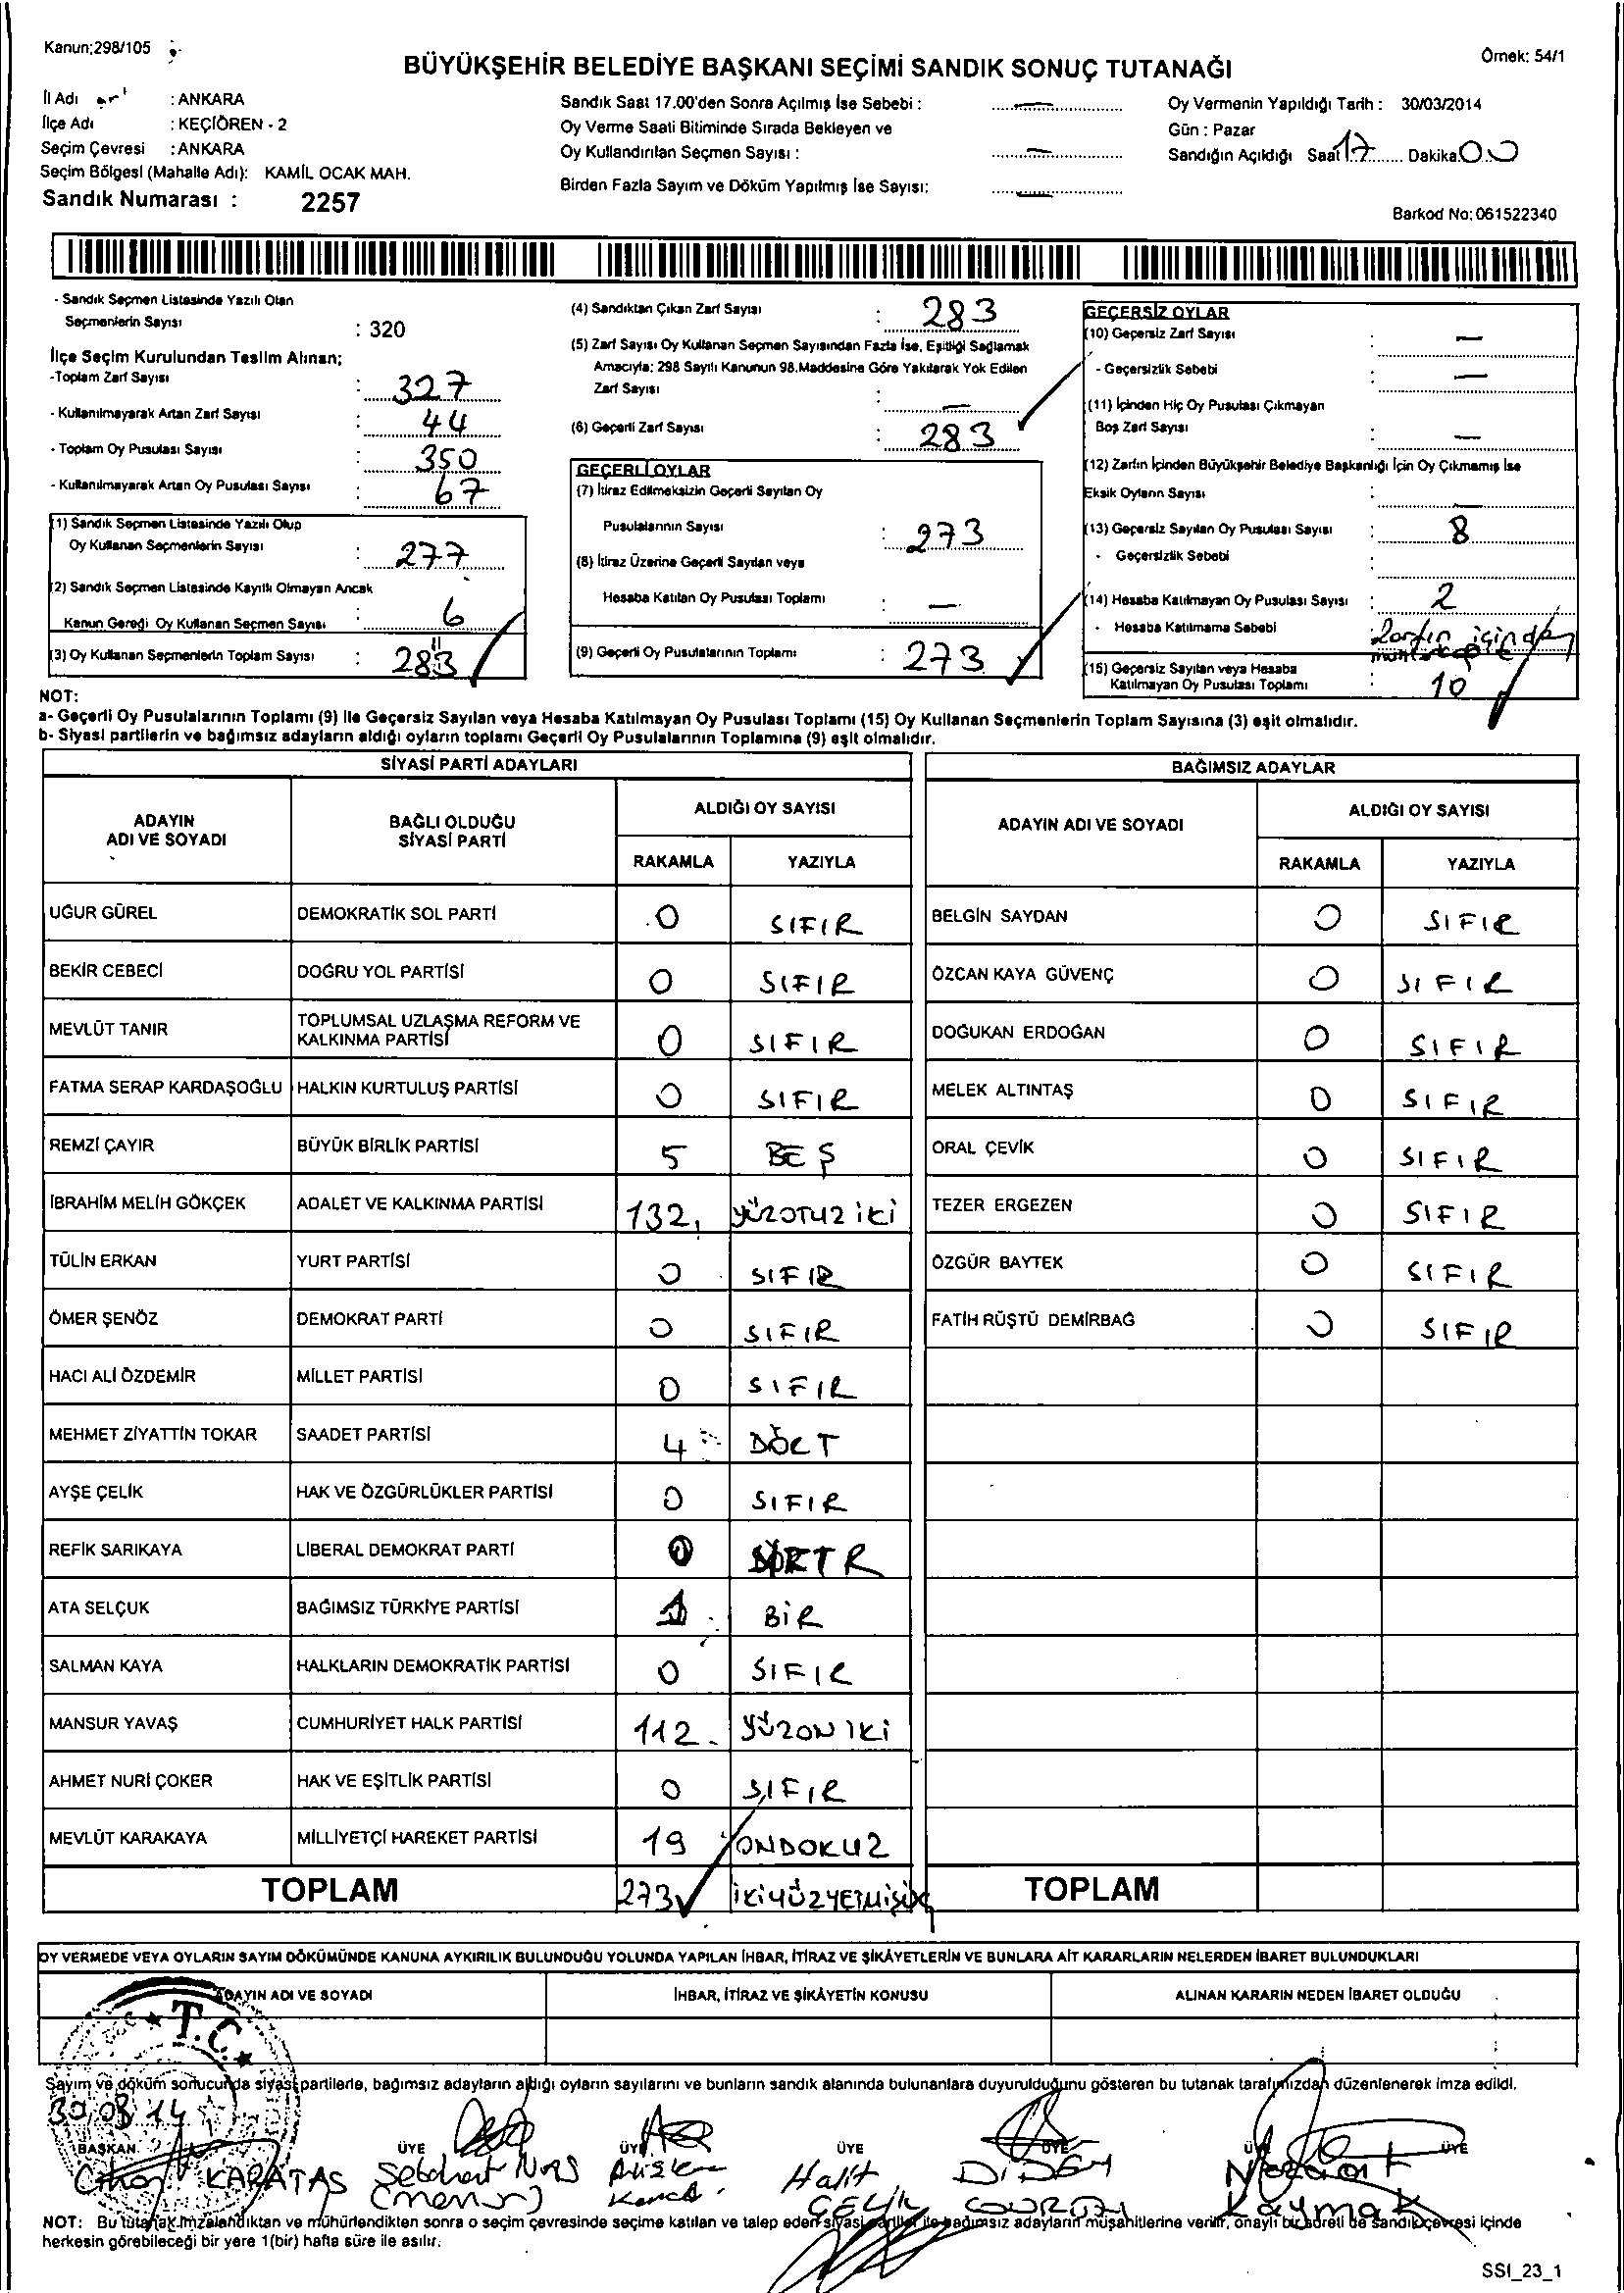 Kanun;298/105
Örnek: 54/1
BÜYÜKŞEHİR BELEDİYE BAŞKANI SEÇİMİ SANDIK SONUÇ TUTANAĞI
İl Adı : ANKARA
İlçe Adı : KEÇİÖREN - 2
Seçim Çevresi : ANKARA
Seçim Bölgesi (Mahalle Adı): KAMİL OCAK MAH.
Sandık Numarası : 2257
Sandık Saat 17.00'den Sonra Açılmış İse Sebebi : —
Oy Verme Saati Bitiminde Sırada Bekleyen ve
Oy Kullandırılan Seçmen Sayısı : —
Birden Fazla Sayım ve Döküm Yapılmış İse Sayısı: —
Oy Vermenin Yapıldığı Tarih : 30/03/2014
Gün : Pazar
Sandığın Açıldığı Saat 17 Dakika 00
Barkod No: 061522340
- Sandık Seçmen Listesinde Yazılı Olan
Seçmenlerin Sayısı : 320
İlçe Seçim Kurulundan Teslim Alınan;
-Toplam Zarf Sayısı : 327
- Kullanılmayarak Artan Zarf Sayısı : 44
- Toplam Oy Pusulası Sayısı : 350
- Kullanılmayarak Artan Oy Pusulası Sayısı : 67
(1) Sandık Seçmen Listesinde Yazılı Olup
Oy Kullanan Seçmenlerin Sayısı : 277
(2) Sandık Seçmen Listesinde Kayıtlı Olmayan Ancak
Kanun Gereği Oy Kullanan Seçmen Sayısı : 6
(3) Oy Kullanan Seçmenlerin Toplam Sayısı : 283
(4) Sandıktan Çıkan Zarf Sayısı : 283
(5) Zarf Sayısı Oy Kullanan Seçmen Sayısından Fazla İse, Eşitliği Sağlamak
Amacıyla; 298 Sayılı Kanunun 98.Maddesine Göre Yakılarak Yok Edilen
Zarf Sayısı : —
(6) Geçerli Zarf Sayısı : 283
GEÇERLİ OYLAR
(7) İtiraz Edilmeksizin Geçerli Sayılan Oy
Pusulalarının Sayısı : 273
(8) İtiraz Üzerine Geçerli Sayılan veya
Hesaba Katılan Oy Pusulası Toplamı : —
(9) Geçerli Oy Pusulalarının Toplamı : 273
GEÇERSİZ OYLAR
(10) Geçersiz Zarf Sayısı : —
- Geçersizlik Sebebi : —
(11) İçinden Hiç Oy Pusulası Çıkmayan
Boş Zarf Sayısı : —
(12) Zarfın İçinden Büyükşehir Belediye Başkanlığı İçin Oy Çıkmamış İse
Eksik Oyların Sayısı : —
(13) Geçersiz Sayılan Oy Pusulası Sayısı : 8
- Geçersizlik Sebebi :
(14) Hesaba Katılmayan Oy Pusulası Sayısı : 2
- Hesaba Katılmama Sebebi : Zarfın içinden
(15) Geçersiz Sayılan veya Hesaba
Katılmayan Oy Pusulası Toplamı : 10
NOT:
a- Geçerli Oy Pusulalarının Toplamı (9) ile Geçersiz Sayılan veya Hesaba Katılmayan Oy Pusulası Toplamı (15) Oy Kullanan Seçmenlerin Toplam Sayısına (3) eşit olmalıdır.
b- Siyasi partilerin ve bağımsız adayların aldığı oyların toplamı Geçerli Oy Pusulalarının Toplamına (9) eşit olmalıdır.
SİYASİ PARTİ ADAYLARI
ADAYIN ADI VE SOYADI
BAĞLI OLDUĞU SİYASİ PARTİ
ALDIĞI OY SAYISI
RAKAMLA YAZIYLA
UĞUR GÜREL DEMOKRATİK SOL PARTİ 0 SIFIR
BEKİR CEBECİ DOĞRU YOL PARTİSİ 0 SIFIR
MEVLÜT TANIR TOPLUMSAL UZLAŞMA REFORM VE KALKINMA PARTİSİ 0 SIFIR
FATMA SERAP KARDAŞOĞLU HALKIN KURTULUŞ PARTİSİ 0 SIFIR
REMZİ ÇAYIR BÜYÜK BİRLİK PARTİSİ 5 BEŞ
İBRAHİM MELİH GÖKÇEK ADALET VE KALKINMA PARTİSİ 132, YÜZOTUZ İKİ
TÜLİN ERKAN YURT PARTİSİ 0 SIFIR
ÖMER ŞENÖZ DEMOKRAT PARTİ 0 SIFIR
HACI ALİ ÖZDEMİR MİLLET PARTİSİ 0 SIFIR
MEHMET ZİYATTİN TOKAR SAADET PARTİSİ 4 DÖRT
AYŞE ÇELİK HAK VE ÖZGÜRLÜKLER PARTİSİ 0 SIFIR
REFİK SARIKAYA LİBERAL DEMOKRAT PARTİ 0
ATA SELÇUK BAĞIMSIZ TÜRKİYE PARTİSİ 1 BİR
SALMAN KAYA HALKLARIN DEMOKRATİK PARTİSİ 0 SIFIR
MANSUR YAVAŞ CUMHURİYET HALK PARTİSİ 112 YÜZON İKİ
AHMET NURİ ÇOKER HAK VE EŞİTLİK PARTİSİ 0 SIFIR
MEVLÜT KARAKAYA MİLLİYETÇİ HAREKET PARTİSİ 19 ONDOKUZ
TOPLAM 273 İKİYÜZYETMİŞÜÇ
BAĞIMSIZ ADAYLAR
ADAYIN ADI VE SOYADI
ALDIĞI OY SAYISI
RAKAMLA YAZIYLA
BELGİN SAYDAN 0 SIFIR
ÖZCAN KAYA GÜVENÇ 0 SIFIR
DOĞUKAN ERDOĞAN 0 SIFIR
MELEK ALTINTAŞ 0 SIFIR
ORAL ÇEVİK 0 SIFIR
TEZER ERGEZEN 0 SIFIR
ÖZGÜR BAYTEK 0 SIFIR
FATİH RÜŞTÜ DEMİRBAĞ 0 SIFIR
TOPLAM
OY VERMEDE VEYA OYLARIN SAYIM DÖKÜMÜNDE KANUNA AYKIRILIK BULUNDUĞU YOLUNDA YAPILAN İHBAR, İTİRAZ VE ŞİKÂYETLERİN VE BUNLARA AİT KARARLARIN NELERDEN İBARET BULUNDUKLARI
ADAYIN ADI VE SOYADI
İHBAR, İTİRAZ VE ŞİKÂYETİN KONUSU
ALINAN KARARIN NEDEN İBARET OLDUĞU
T.C.
Sayım ve döküm sonucunda siyasi partilerle, bağımsız adayların aldığı oyların sayılarını ve bunların sandık alanında bulunanlara duyurulduğunu gösteren bu tutanak tarafımızdan düzenlenerek imza edildi.
30/03/14
BAŞKAN ÜYE ÜYE ÜYE ÜYE ÜYE ÜYE
KARATAŞ
Halit ÇELİK
DİDEM
Kaymak
NOT: Bu tutanak imzalandıktan ve mühürlendikten sonra o seçim çevresinde seçime katılan ve talep eden siyasi partiler ile bağımsız adayların müşahitlerine verilir, onaylı bir sureti de sandık çevresi içinde
herkesin görebileceği bir yere 1(bir) hafta süre ile asılır.
SSI_23_1